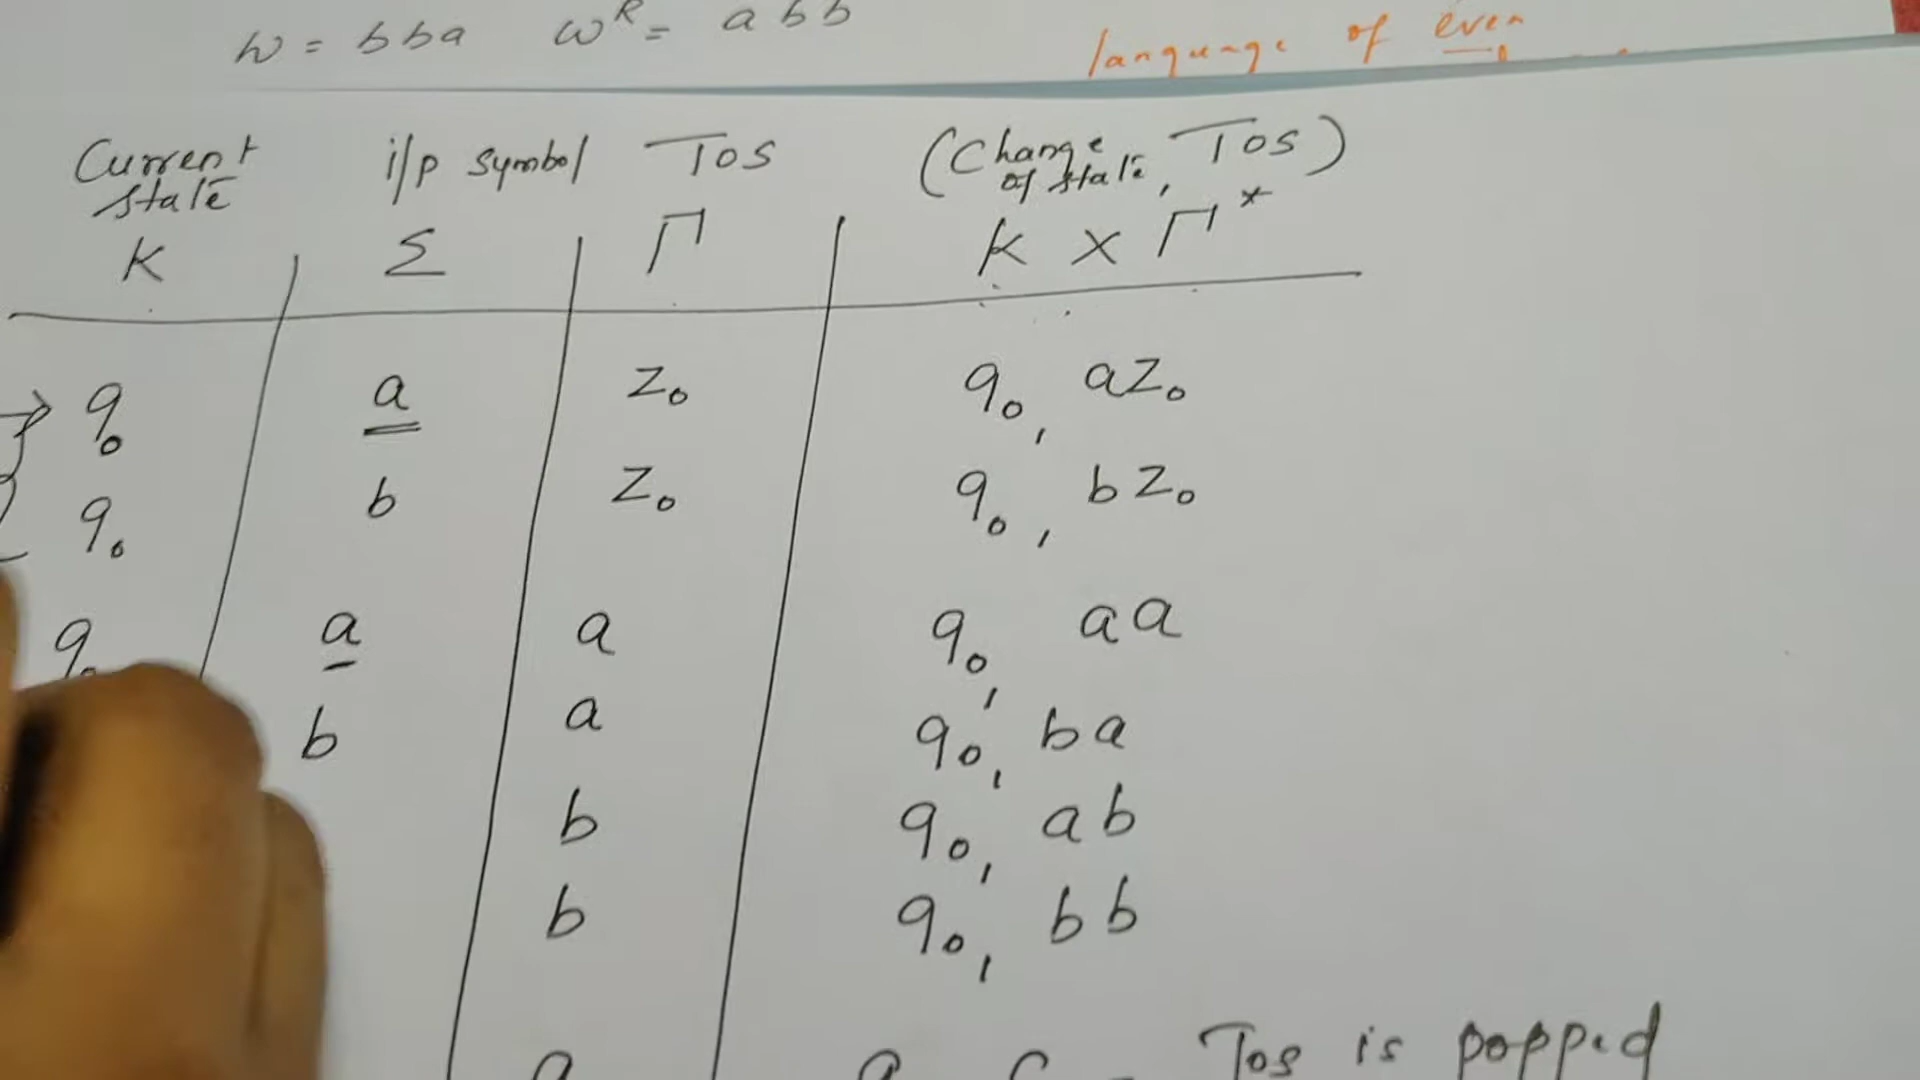 w = bba w^R = abb
language of even
Current state i/p symbol TOS (Change of state, TOS)
K Σ Γ K × Γ*
q₀ a z₀ q₀, az₀
q₀ b z₀ q₀, bz₀
q₀ a a q₀, aa
b a q₀, ba
b q₀, ab
b q₀, bb
a
Tos is popped